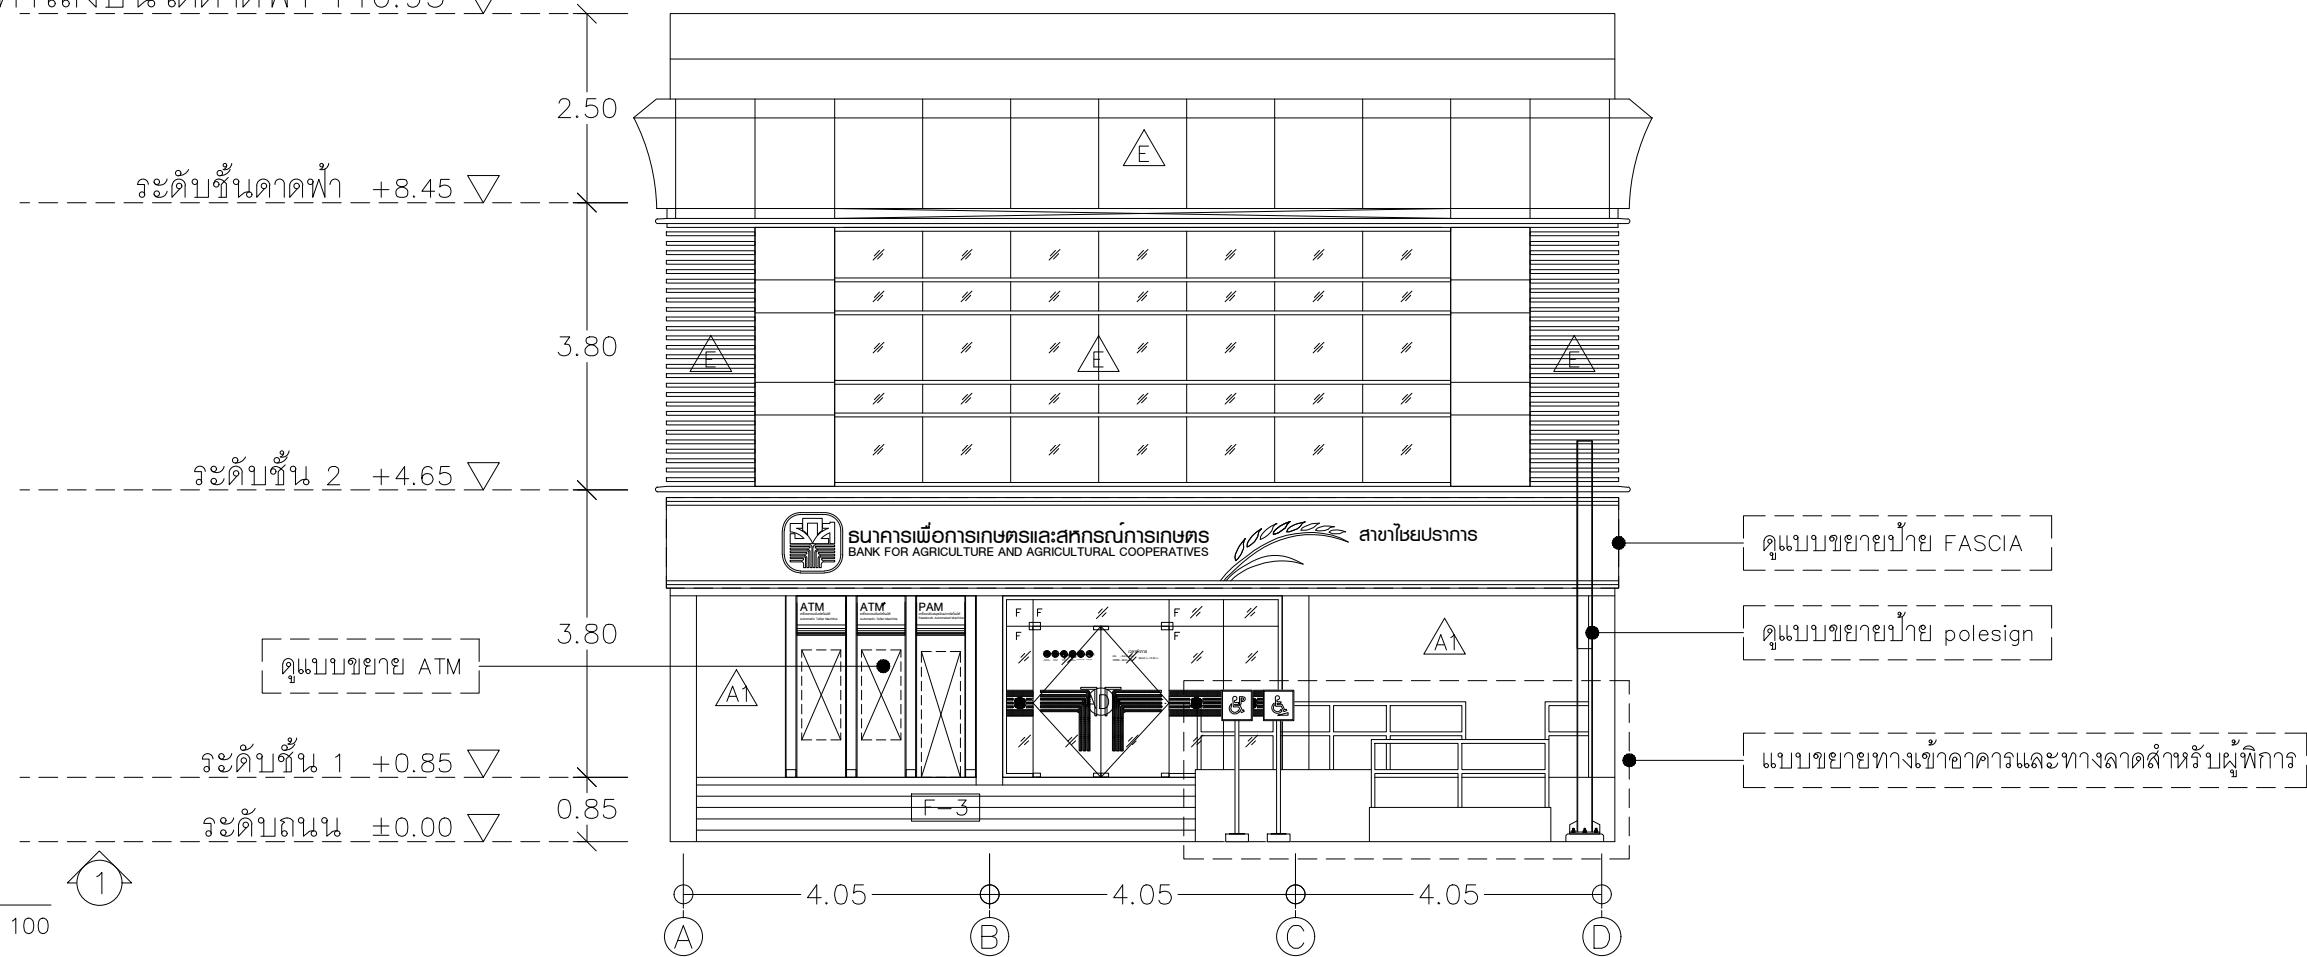 2.50
E
ระดับชั้นดาดฟ้า +8.45
3.80
E
E
E
ระดับชั้น 2 +4.65
ธนาคารเพื่อการเกษตรและสหกรณ์การเกษตร
BANK FOR AGRICULTURE AND AGRICULTURAL COOPERATIVES
สาขาไชยปราการ
ดูแบบขยายป้าย FASCIA
ATM
ATM
PAM
F F F
F F
3.80
ดูแบบขยายป้าย polesign
A1
ดูแบบขยาย ATM
A1
ระดับชั้น 1 +0.85
แบบขยายทางเข้าอาคารและทางลาดสำหรับผู้พิการ
0.85
F-3
ระดับถนน ±0.00
1
100
4.05 4.05 4.05
A B C D